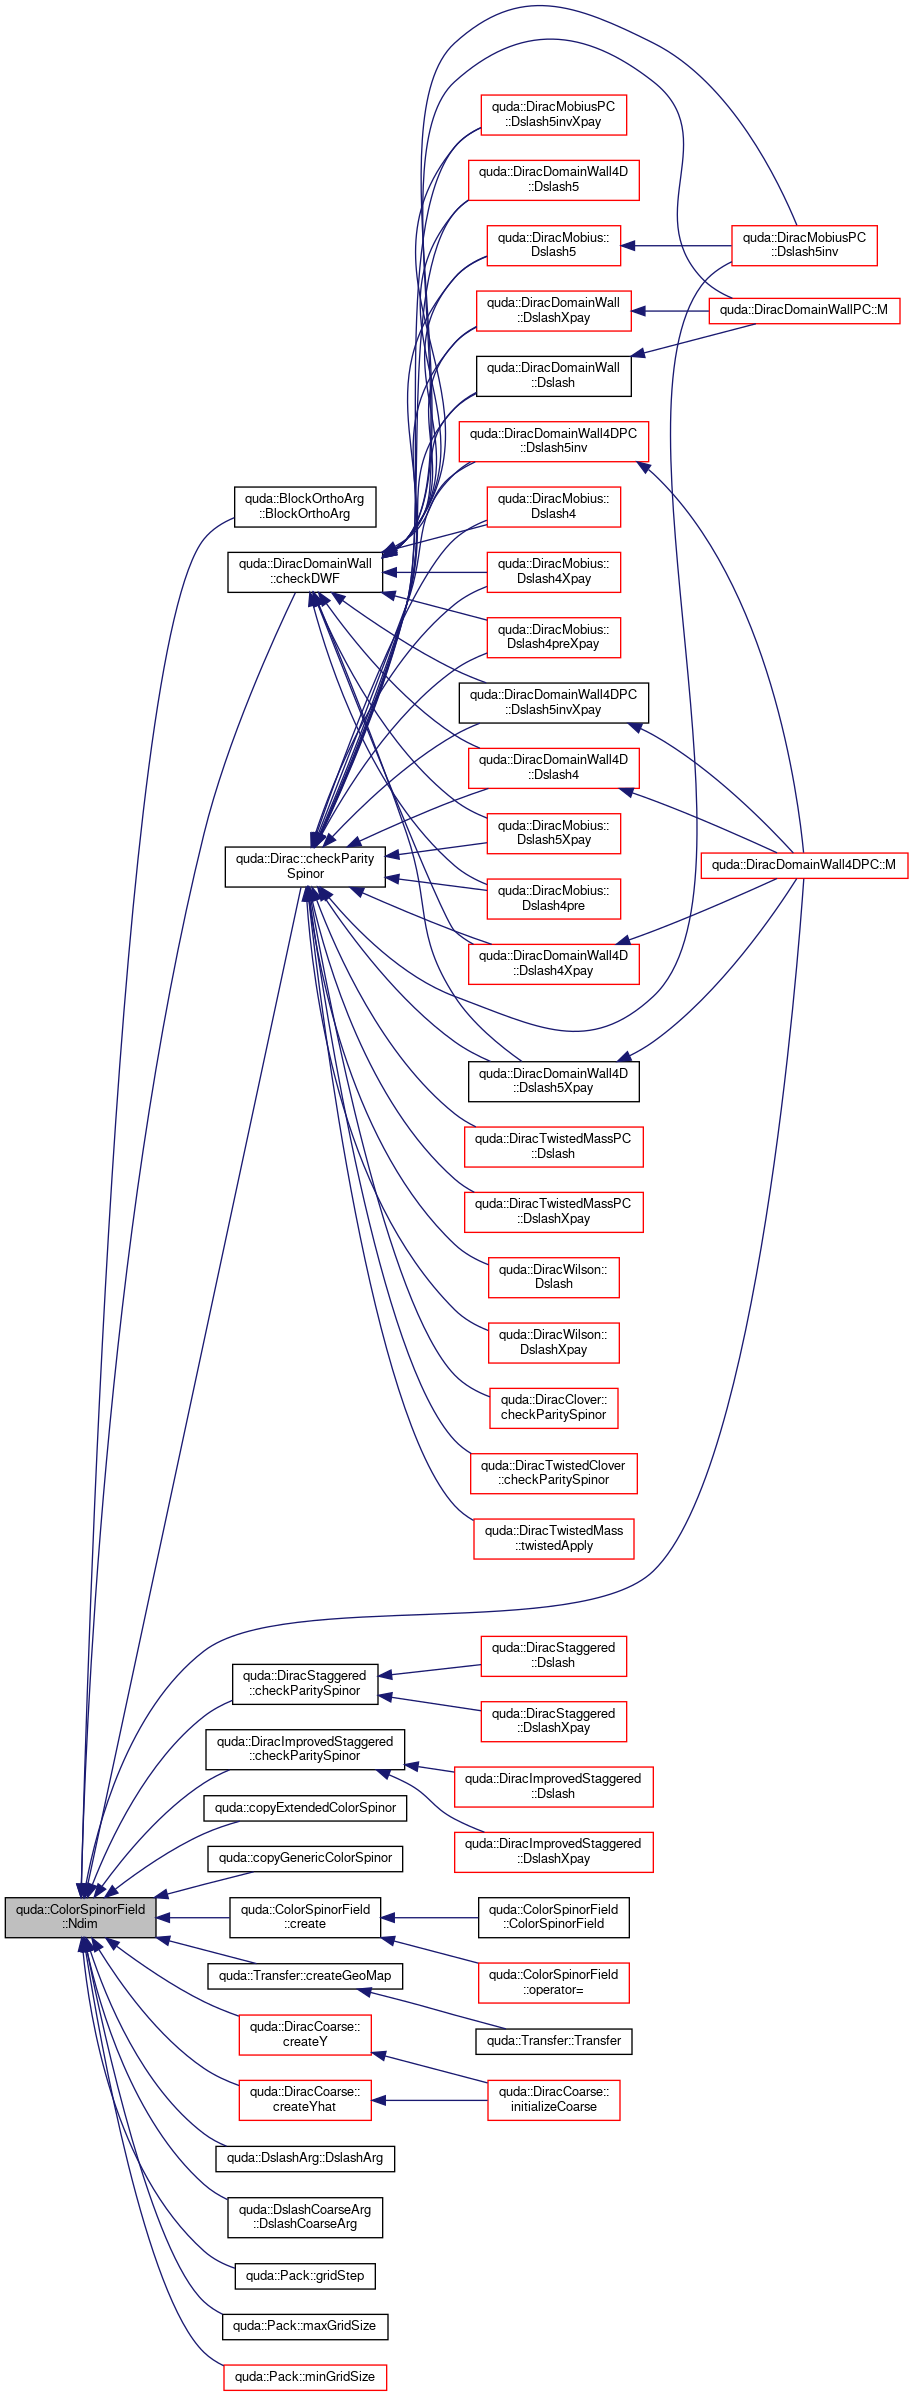 quda::DiracMobiusPC
::Dslash5invXpay
quda::DiracDomainWall4D
::Dslash5
quda::DiracMobius::
Dslash5
quda::DiracMobiusPC
::Dslash5inv
quda::DiracDomainWall
::DslashXpay
quda::DiracDomainWallPC::M
quda::DiracDomainWall
::Dslash
quda::DiracDomainWall4DPC
::Dslash5inv
quda::BlockOrthoArg
::BlockOrthoArg
quda::DiracMobius::
Dslash4
quda::DiracDomainWall
::checkDWF
quda::DiracMobius::
Dslash4Xpay
quda::DiracMobius::
Dslash4preXpay
quda::DiracDomainWall4DPC
::Dslash5invXpay
quda::DiracDomainWall4D
::Dslash4
quda::DiracMobius::
Dslash5Xpay
quda::Dirac::checkParity
Spinor
quda::DiracDomainWall4DPC::M
quda::DiracMobius::
Dslash4pre
quda::DiracDomainWall4D
::Dslash4Xpay
quda::DiracDomainWall4D
::Dslash5Xpay
quda::DiracTwistedMassPC
::Dslash
quda::DiracTwistedMassPC
::DslashXpay
quda::DiracWilson::
Dslash
quda::DiracWilson::
DslashXpay
quda::DiracClover::
checkParitySpinor
quda::DiracTwistedClover
::checkParitySpinor
quda::DiracTwistedMass
::twistedApply
quda::DiracStaggered
::Dslash
quda::DiracStaggered
::checkParitySpinor
quda::DiracStaggered
::DslashXpay
quda::DiracImprovedStaggered
::checkParitySpinor
quda::DiracImprovedStaggered
::Dslash
quda::copyExtendedColorSpinor
quda::DiracImprovedStaggered
::DslashXpay
quda::copyGenericColorSpinor
quda::ColorSpinorField
::Ndim
quda::ColorSpinorField
::create
quda::ColorSpinorField
::ColorSpinorField
quda::Transfer::createGeoMap
quda::ColorSpinorField
::operator=
quda::DiracCoarse::
createY
quda::Transfer::Transfer
quda::DiracCoarse::
createYhat
quda::DiracCoarse::
initializeCoarse
quda::DslashArg::DslashArg
quda::DslashCoarseArg
::DslashCoarseArg
quda::Pack::gridStep
quda::Pack::maxGridSize
quda::Pack::minGridSize